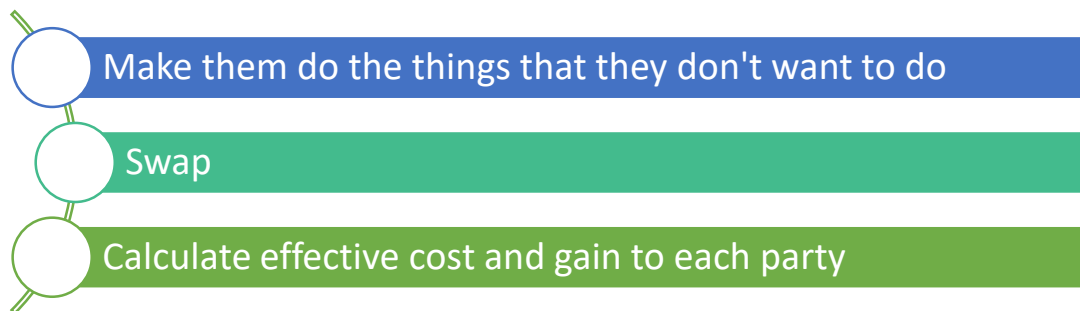 Make them do the things that they don't want to do
Swap
Calculate effective cost and gain to each party